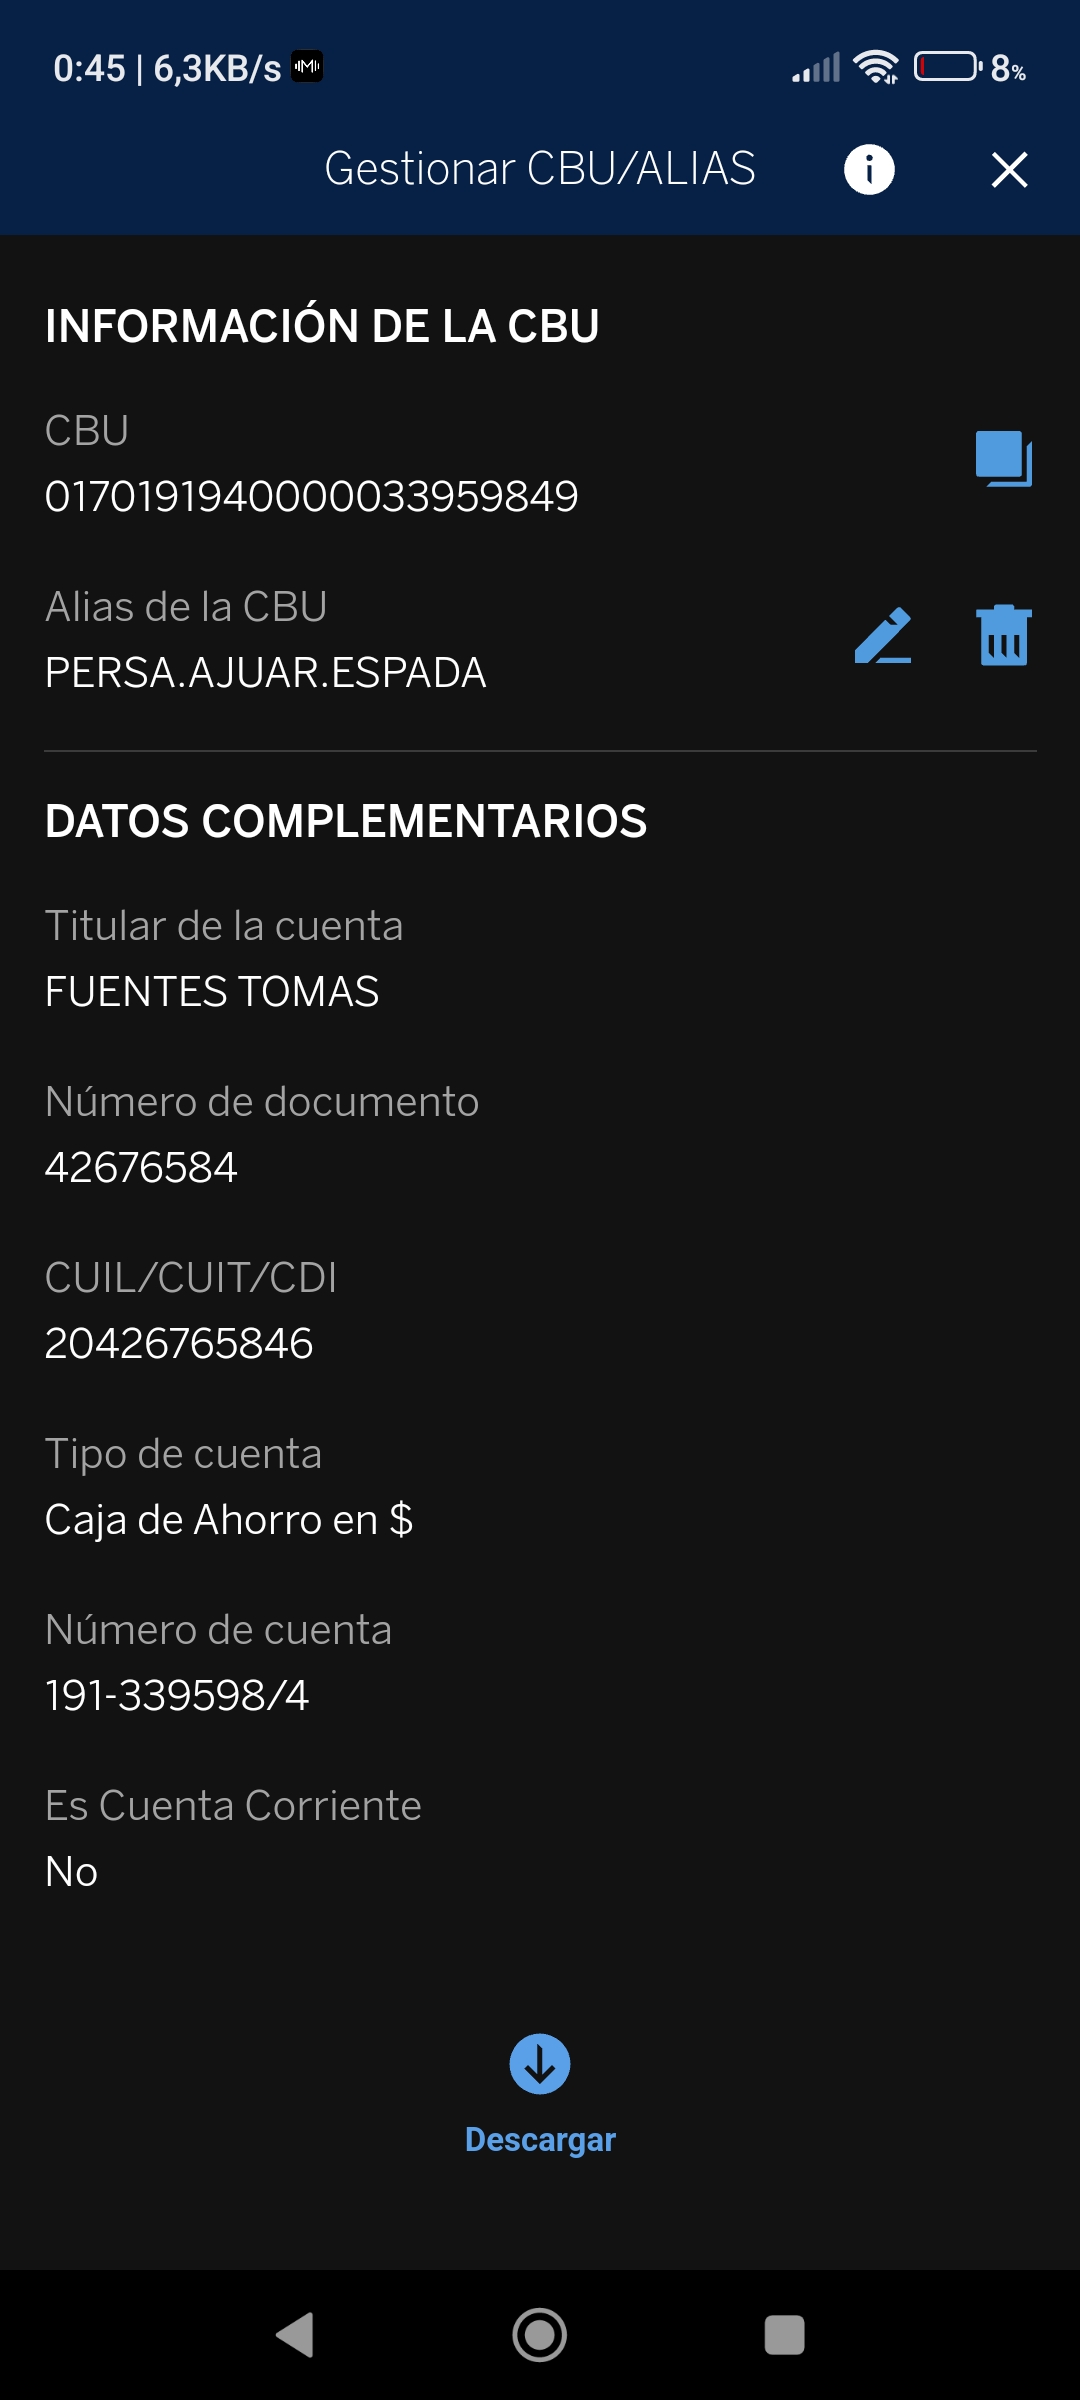 0:45 | 6,3KB/s
8%
Gestionar CBU/ALIAS
INFORMACIÓN DE LA CBU
CBU
0170191940000033959849
Alias de la CBU
PERSA.AJUAR.ESPADA
DATOS COMPLEMENTARIOS
Titular de la cuenta
FUENTES TOMAS
Número de documento
42676584
CUIL/CUIT/CDI
20426765846
Tipo de cuenta
Caja de Ahorro en $
Número de cuenta
191-339598/4
Es Cuenta Corriente
No
Descargar